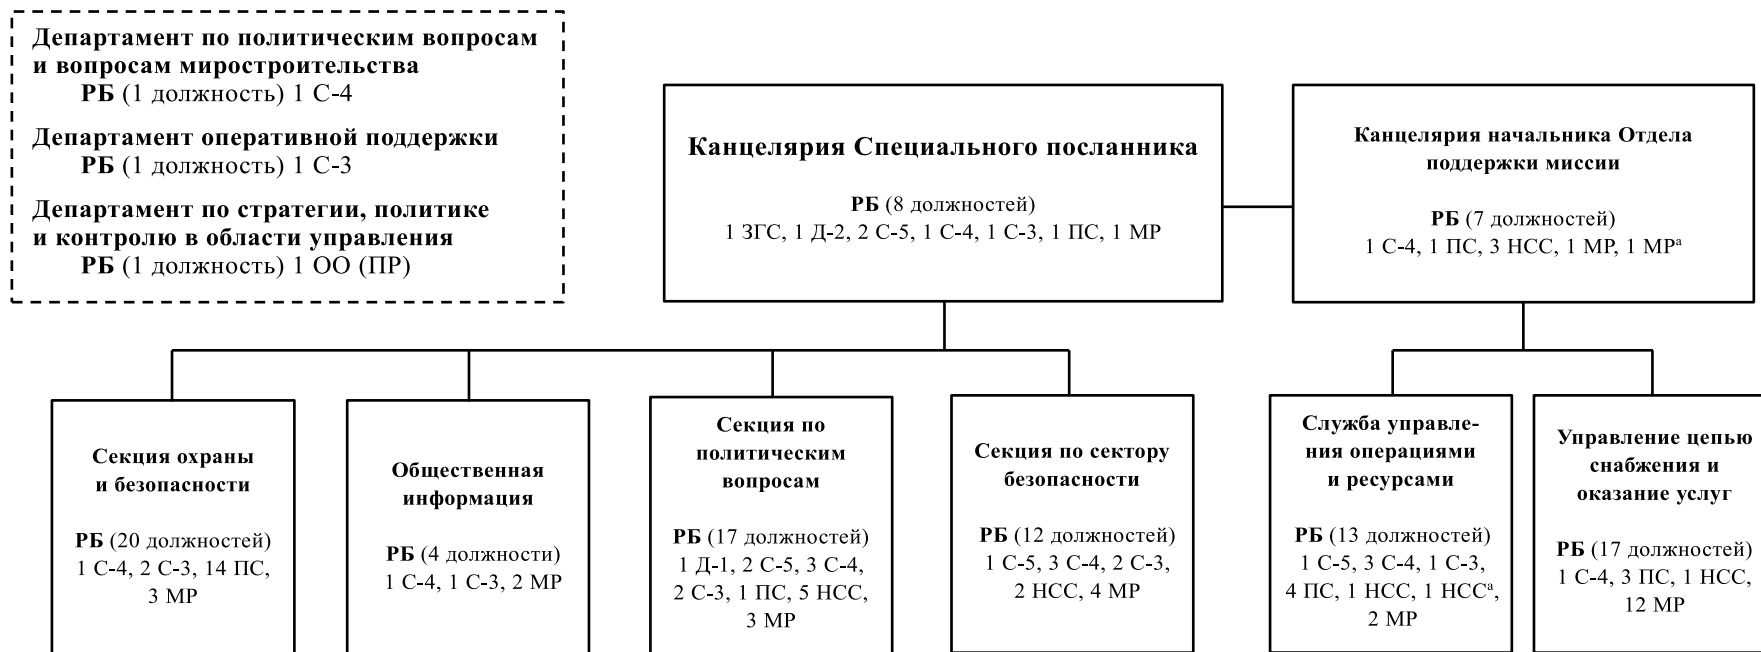 Департамент по политическим вопросам
и вопросам миростроительства
РБ (1 должность) 1 С-4
Департамент оперативной поддержки
РБ (1 должность) 1 С-3
Департамент по стратегии, политике
и контролю в области управления
РБ (1 должность) 1 ОО (ПР)
Канцелярия Специального посланника
РБ (8 должностей)
1 ЗГС, 1 Д-2, 2 С-5, 1 С-4, 1 С-3, 1 ПС, 1 МР
Канцелярия начальника Отдела
поддержки миссии
РБ (7 должностей)
1 С-4, 1 ПС, 3 НСС, 1 МР, 1 МРª
Секция охраны
и безопасности
РБ (20 должностей)
1 С-4, 2 С-3, 14 ПС,
3 МР
Общественная
информация
РБ (4 должности)
1 С-4, 1 С-3, 2 МР
Секция по
политическим
вопросам
РБ (17 должностей)
1 Д-1, 2 С-5, 3 С-4,
2 С-3, 1 ПС, 5 НСС,
3 МР
Секция по сектору
безопасности
РБ (12 должностей)
1 С-5, 3 С-4, 2 С-3,
2 НСС, 4 МР
Служба управле-
ния операциями
и ресурсами
РБ (13 должностей)
1 С-5, 3 С-4, 1 С-3,
4 ПС, 1 НСС, 1 НССª,
2 МР
Управление цепью
снабжения и
оказание услуг
РБ (17 должностей)
1 С-4, 3 ПС, 1 НСС,
12 МР